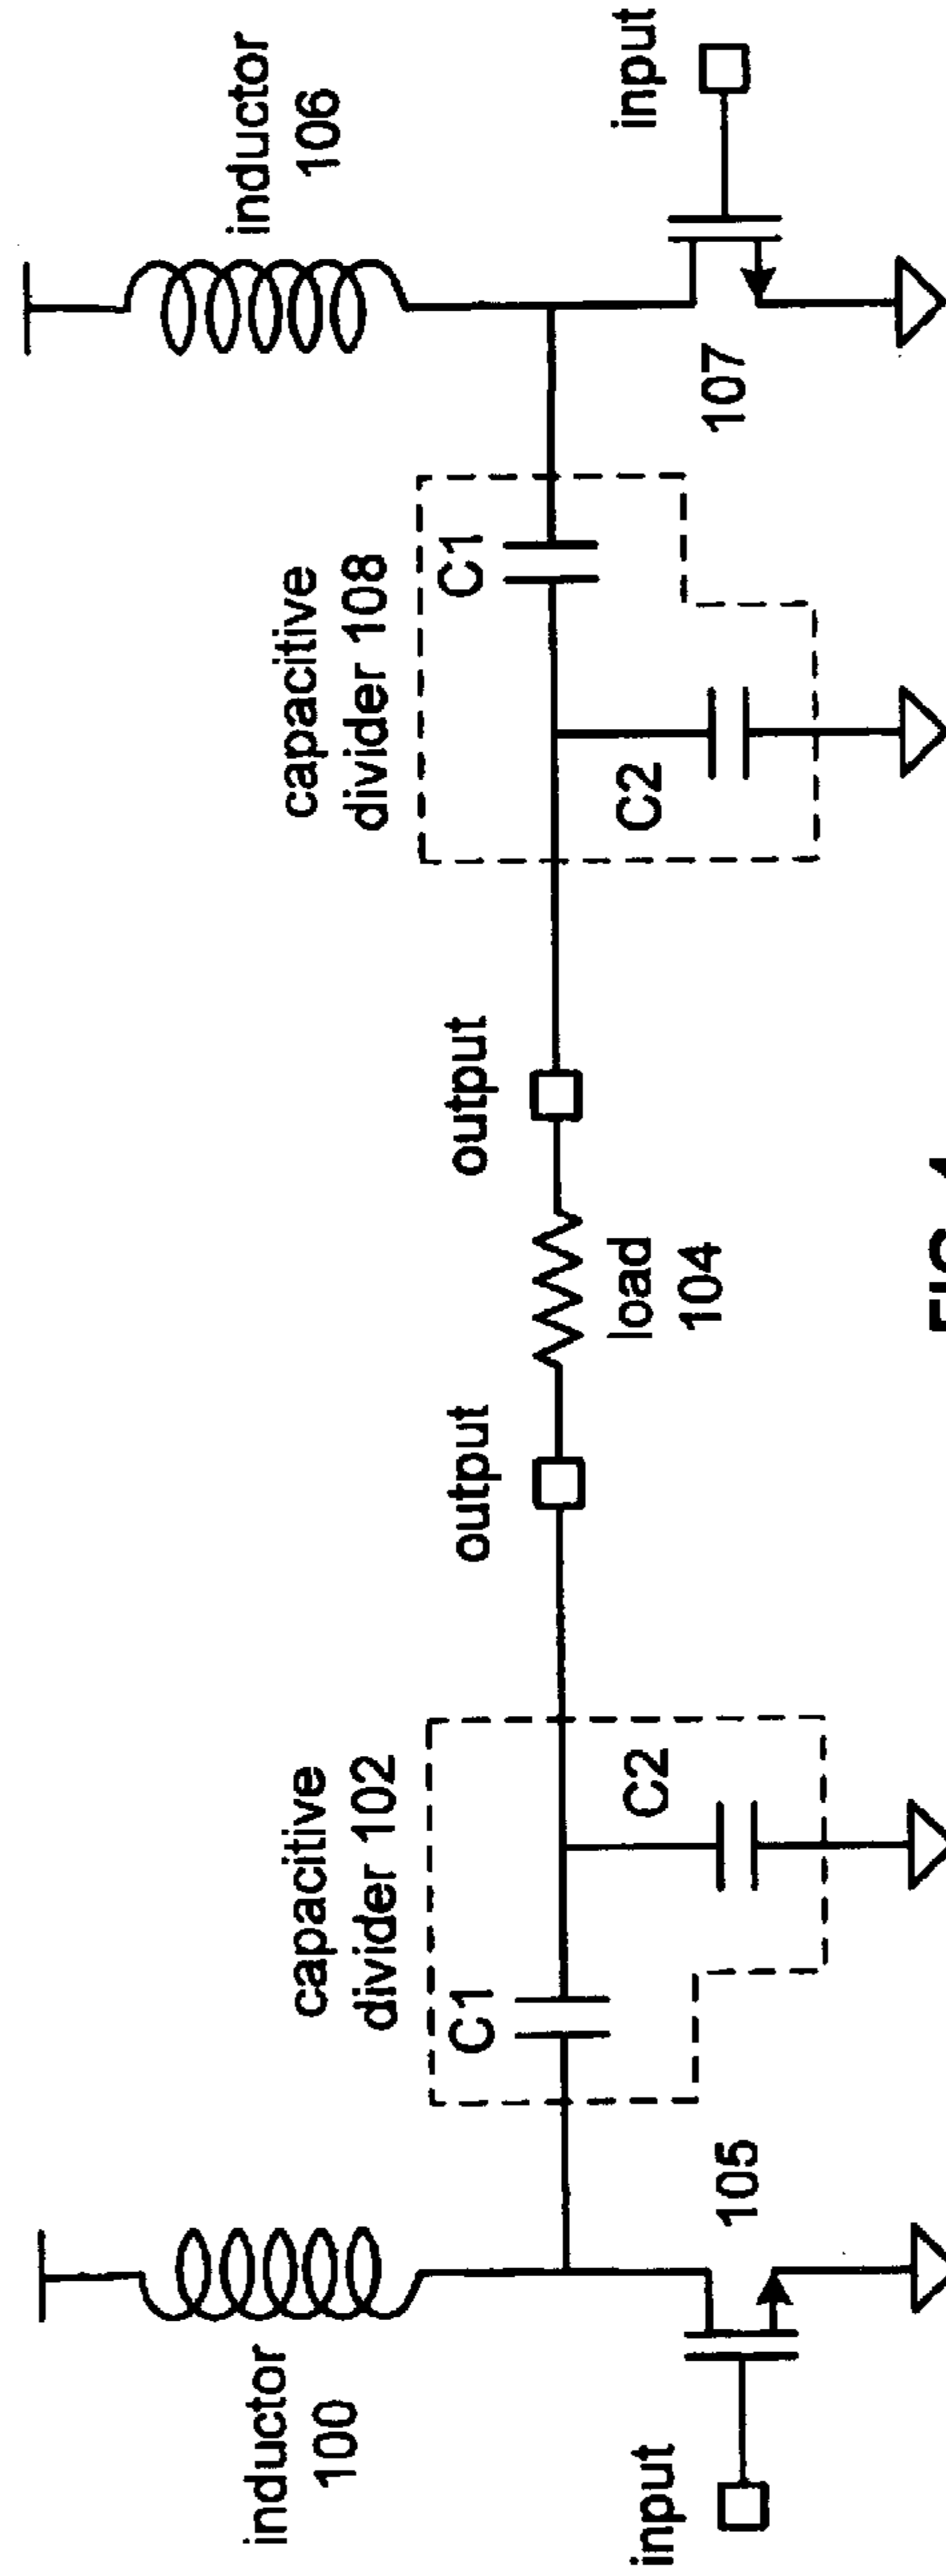 inductor
100
input
105
capacitive
divider 102
C1
C2
output
load
104
output
capacitive
divider 108
C1
C2
inductor
106
107
input